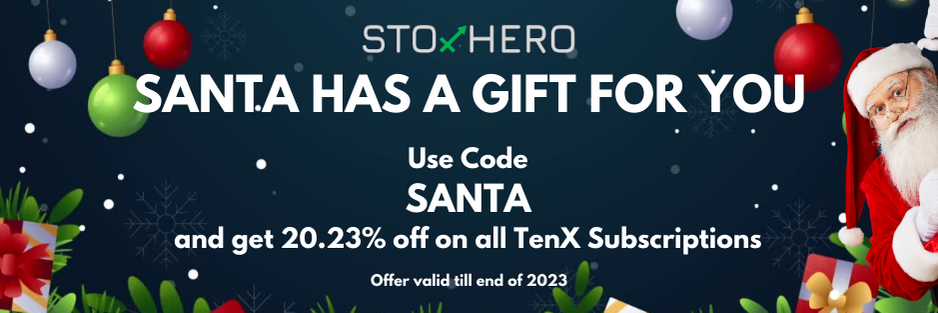 STOXHERO
SANTA HAS A GIFT FOR YOU
Use Code
SANTA
and get 20.23% off on all TenX Subscriptions
Offer valid till end of 2023